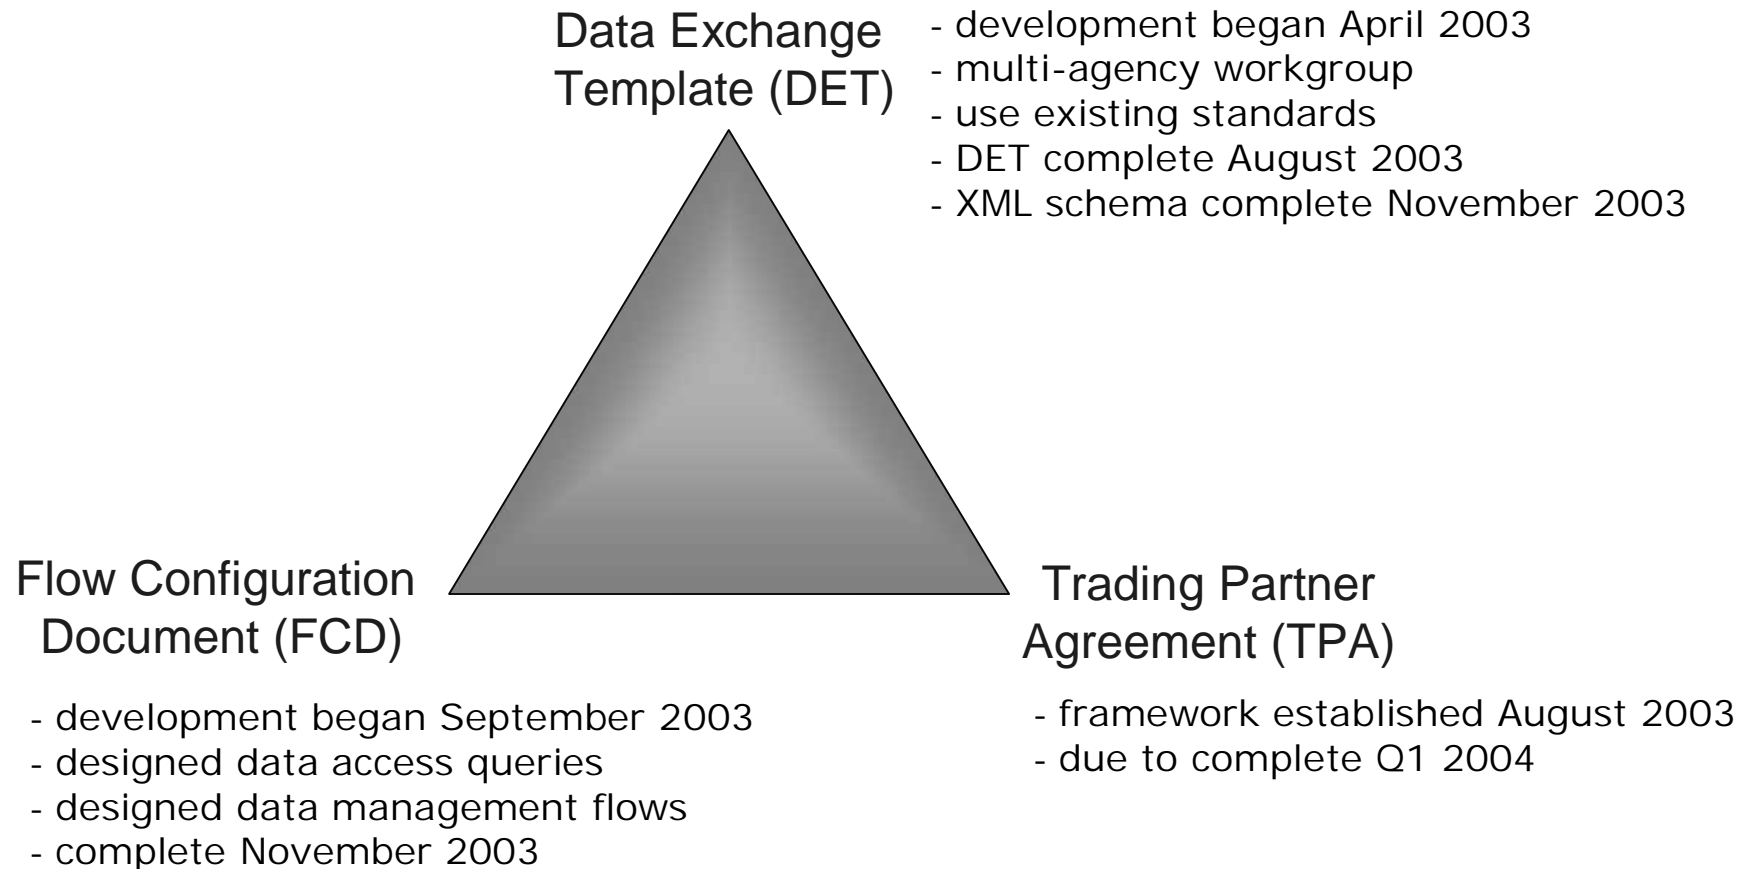 Data Exchange
Template (DET)
- development began April 2003
- multi-agency workgroup
- use existing standards
- DET complete August 2003
- XML schema complete November 2003
Flow Configuration
Document (FCD)
- development began September 2003
- designed data access queries
- designed data management flows
- complete November 2003
Trading Partner
Agreement (TPA)
- framework established August 2003
- due to complete Q1 2004